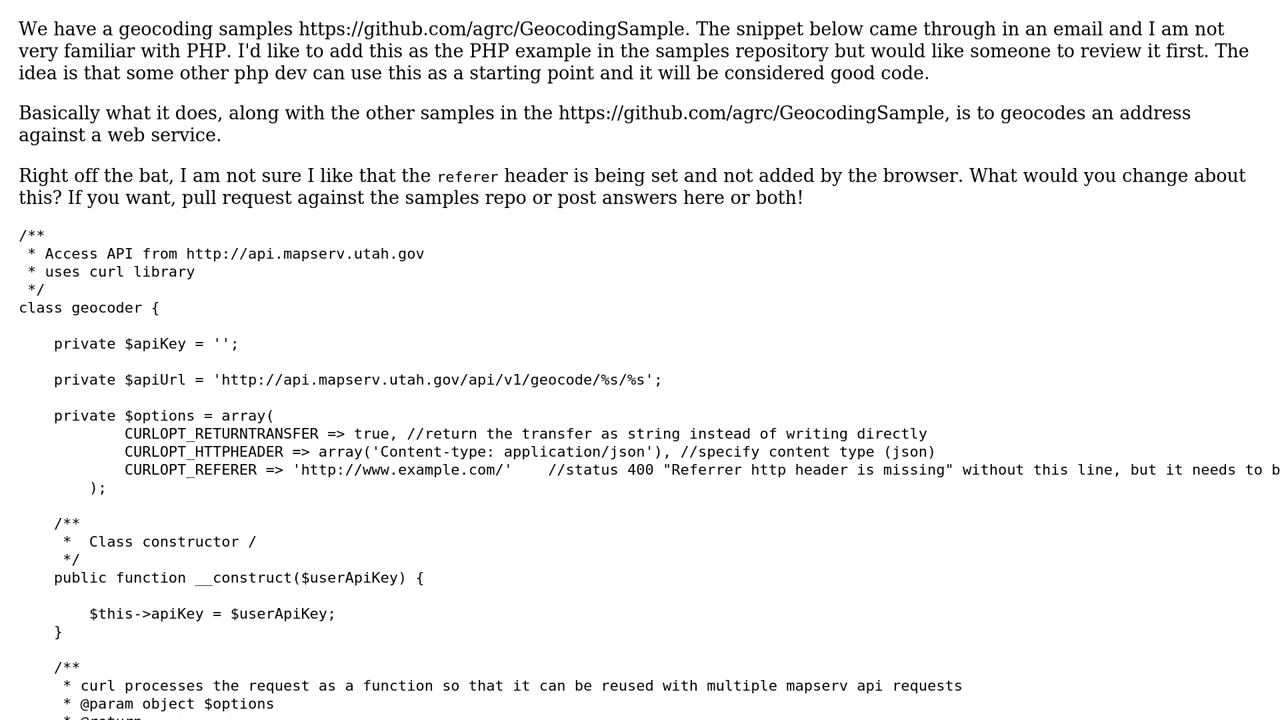 We have a geocoding samples https://github.com/agrc/GeocodingSample. The snippet below came through in an email and I am not
very familiar with PHP. I'd like to add this as the PHP example in the samples repository but would like someone to review it first. The
idea is that some other php dev can use this as a starting point and it will be considered good code.
Basically what it does, along with the other samples in the https://github.com/agrc/GeocodingSample, is to geocodes an address
against a web service.
Right off the bat, I am not sure I like that the referer header is being set and not added by the browser. What would you change about
this? If you want, pull request against the samples repo or post answers here or both!
/**
 * Access API from http://api.mapserv.utah.gov
 * uses curl library
 */
class geocoder {
    private $apiKey = '';
    private $apiUrl = 'http://api.mapserv.utah.gov/api/v1/geocode/%s/%s';
    private $options = array(
            CURLOPT_RETURNTRANSFER => true, //return the transfer as string instead of writing directly
            CURLOPT_HTTPHEADER => array('Content-type: application/json'), //specify content type (json)
            CURLOPT_REFERER => 'http://www.example.com/'    //status 400 "Referrer http header is missing" without this line, but it needs to b
        );
    /**
     *  Class constructor /
     */
    public function __construct($userApiKey) {
        $this->apiKey = $userApiKey;
    }
    /**
     * curl processes the request as a function so that it can be reused with multiple mapserv api requests
     * @param object $options
     * @return